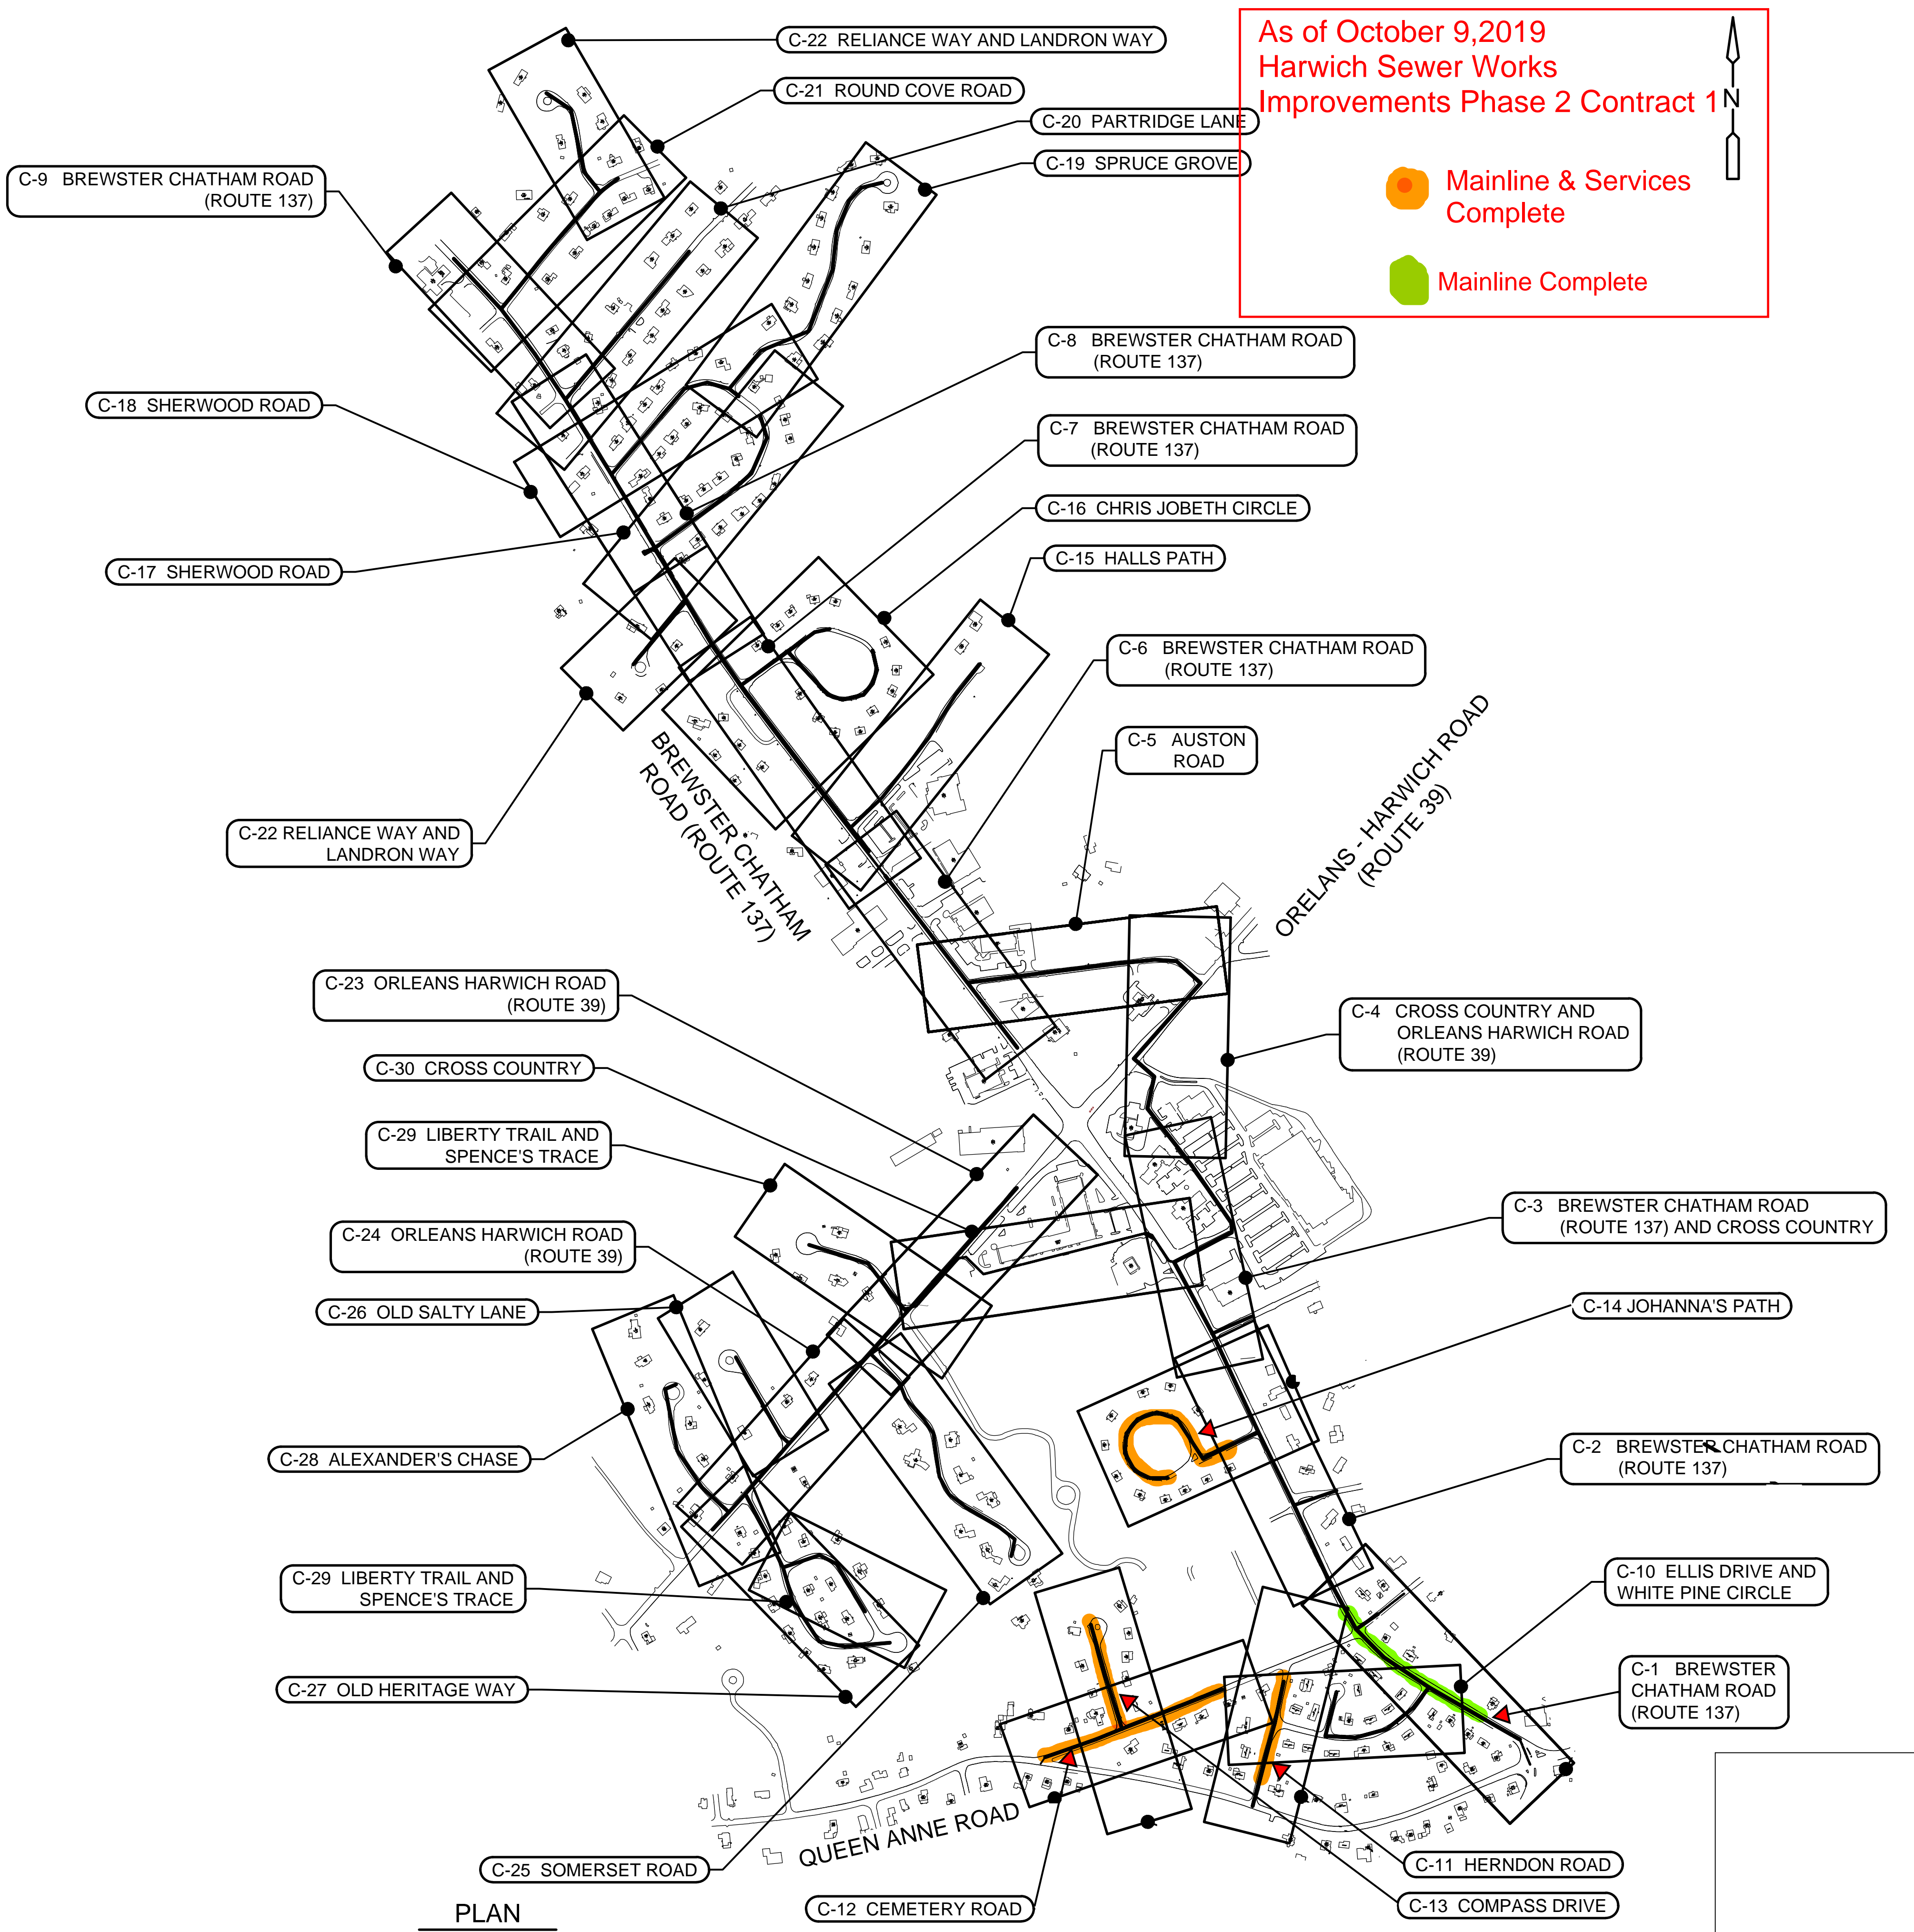 As of October 9,2019
Harwich Sewer Works
Improvements Phase 2 Contract 1
N
Mainline & Services
Complete
Mainline Complete
C-22 RELIANCE WAY AND LANDRON WAY
C-21 ROUND COVE ROAD
C-20 PARTRIDGE LANE
C-19 SPRUCE GROVE
C-9 BREWSTER CHATHAM ROAD
(ROUTE 137)
C-8 BREWSTER CHATHAM ROAD
(ROUTE 137)
C-18 SHERWOOD ROAD
C-7 BREWSTER CHATHAM ROAD
(ROUTE 137)
C-16 CHRIS JOBETH CIRCLE
C-17 SHERWOOD ROAD
C-15 HALLS PATH
C-6 BREWSTER CHATHAM ROAD
(ROUTE 137)
C-5 AUSTON
ROAD
ORELANS - HARWICH ROAD
(ROUTE 39)
BREWSTER CHATHAM
ROAD (ROUTE 137)
C-22 RELIANCE WAY AND
LANDRON WAY
C-23 ORLEANS HARWICH ROAD
(ROUTE 39)
C-4 CROSS COUNTRY AND
ORLEANS HARWICH ROAD
(ROUTE 39)
C-30 CROSS COUNTRY
C-29 LIBERTY TRAIL AND
SPENCE'S TRACE
C-3 BREWSTER CHATHAM ROAD
(ROUTE 137) AND CROSS COUNTRY
C-24 ORLEANS HARWICH ROAD
(ROUTE 39)
C-26 OLD SALTY LANE
C-14 JOHANNA'S PATH
C-28 ALEXANDER'S CHASE
C-2 BREWSTER CHATHAM ROAD
(ROUTE 137)
C-29 LIBERTY TRAIL AND
SPENCE'S TRACE
C-10 ELLIS DRIVE AND
WHITE PINE CIRCLE
C-27 OLD HERITAGE WAY
C-1 BREWSTER
CHATHAM ROAD
(ROUTE 137)
QUEEN ANNE ROAD
C-25 SOMERSET ROAD
C-11 HERNDON ROAD
C-12 CEMETERY ROAD
C-13 COMPASS DRIVE
PLAN